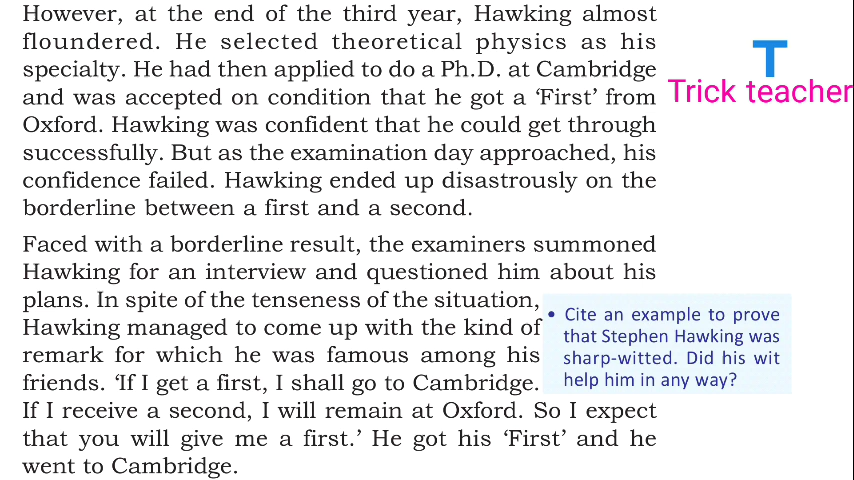 However, at the end of the third year, Hawking almost
floundered. He selected theoretical physics as his
specialty. He had then applied to do a Ph.D. at Cambridge
and was accepted on condition that he got a ‘First’ from
Oxford. Hawking was confident that he could get through
successfully. But as the examination day approached, his
confidence failed. Hawking ended up disastrously on the
borderline between a first and a second.
Faced with a borderline result, the examiners summoned
Hawking for an interview and questioned him about his
plans. In spite of the tenseness of the situation,
Hawking managed to come up with the kind of
remark for which he was famous among his
friends. ‘If I get a first, I shall go to Cambridge.
If I receive a second, I will remain at Oxford. So I expect
that you will give me a first.’ He got his ‘First’ and he
went to Cambridge.
• Cite an example to prove
that Stephen Hawking was
sharp-witted. Did his wit
help him in any way?
T
Trick teacher